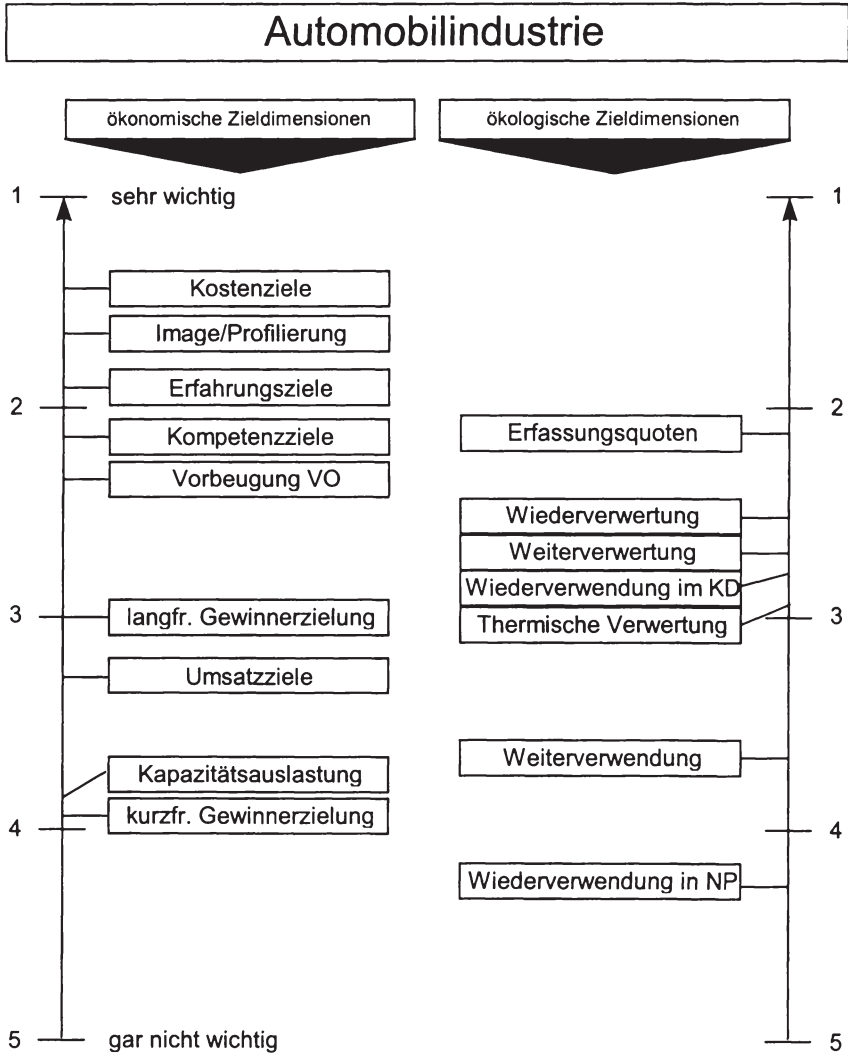 Automobilindustrie
ökonomische Zieldimensionen
ökologische Zieldimensionen
1 sehr wichtig 1
Kostenziele
Image/Profilierung
Erfahrungsziele
2 2
Kompetenzziele
Erfassungsquoten
Vorbeugung VO
Wiederverwertung
Weiterverwertung
Wiederverwendung im KD
3 langfr. Gewinnerzielung 3
Thermische Verwertung
Umsatzziele
Weiterverwendung
Kapazitätsauslastung
kurzfr. Gewinnerzielung
4 4
Wiederverwendung in NP
5 gar nicht wichtig 5